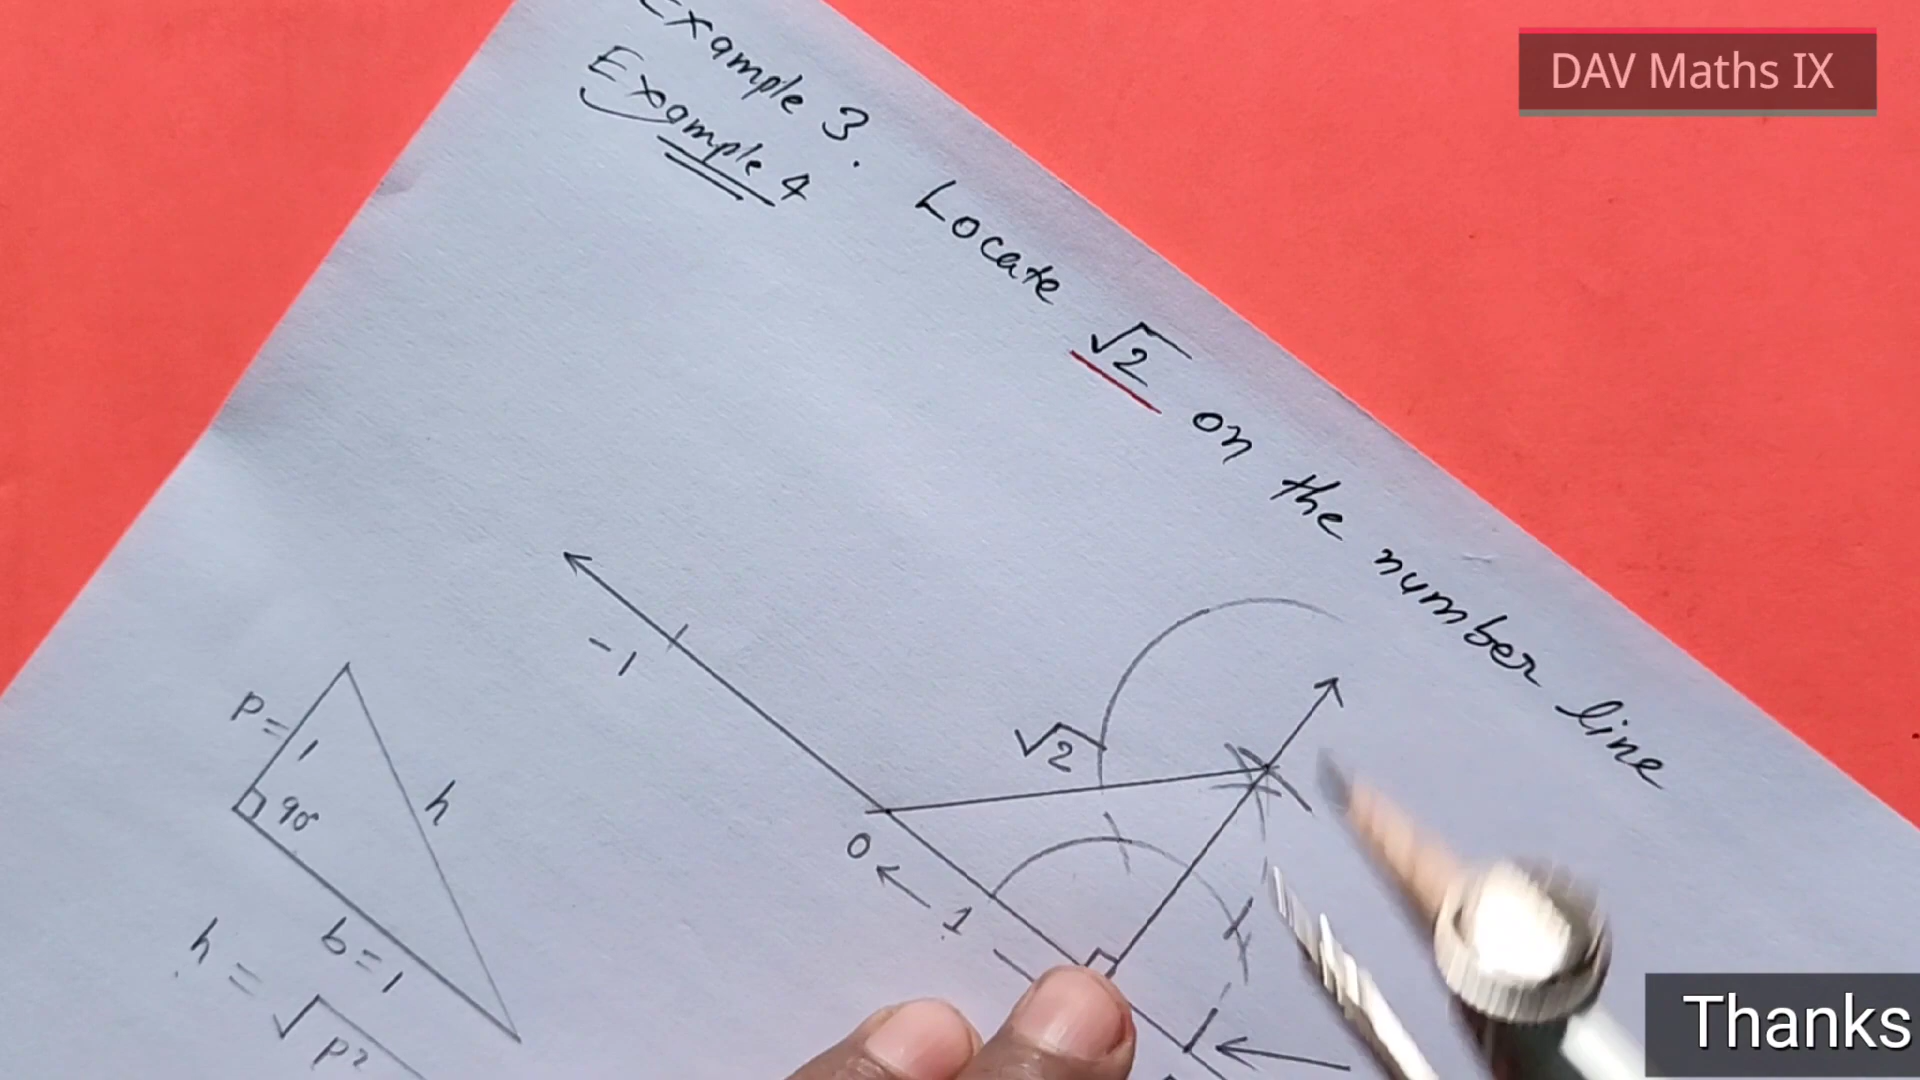 DAV Maths IX
Example 3. Locate √2 on the number line
Example 4
-1
√2
0
1
P=1
h
90°
b=1
h = √p²
Thanks